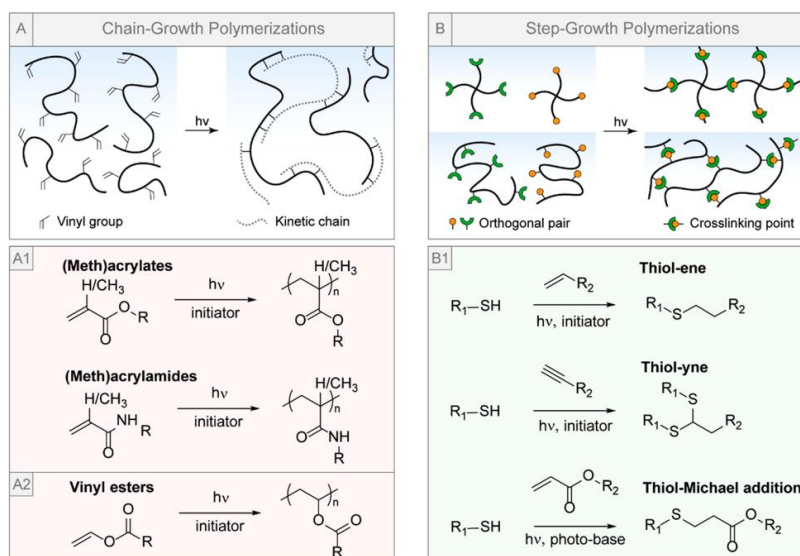 A
Chain-Growth Polymerizations
hν
Vinyl group
Kinetic chain
B
Step-Growth Polymerizations
hν
Orthogonal pair
Crosslinking point
A1
(Meth)acrylates
H/CH3
O
R
O
hν
initiator
H/CH3
n
O
O
R
(Meth)acrylamides
H/CH3
NH
R
O
hν
initiator
H/CH3
n
O
NH
R
A2
Vinyl esters
O
O
R
hν
initiator
n
O
O
R
B1
Thiol-ene
R1-SH
R2
hν, initiator
R1
S
R2
Thiol-yne
R1-SH
R2
hν, initiator
R1
S
R1
S
R2
Thiol-Michael addition
R1-SH
O
R2
O
hν, photo-base
R1
S
O
R2
O